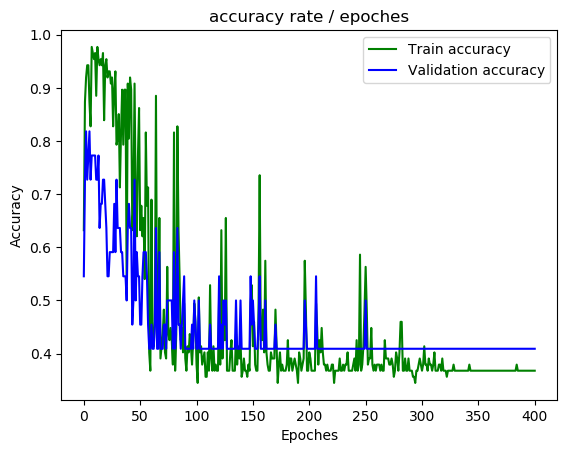 accuracy rate / epoches
1.0
0.9
0.8
0.7
0.6
0.5
0.4
Accuracy
Train accuracy
Validation accuracy
0 50 100 150 200 250 300 350 400
Epoches